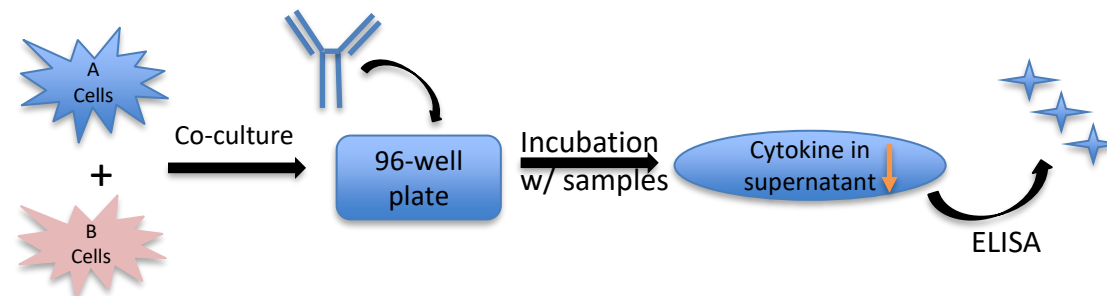 A
Cells
+
B
Cells
Co-culture
96-well
plate
Incubation
w/ samples
Cytokine in
supernatant
ELISA